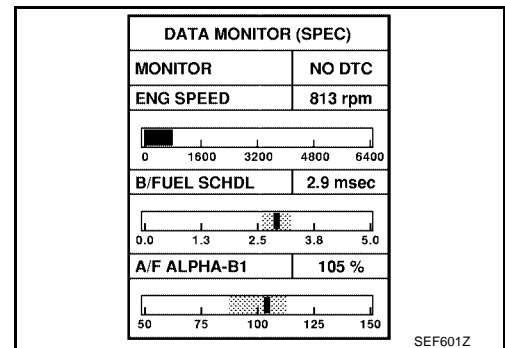 DATA MONITOR (SPEC)
MONITOR NO DTC
ENG SPEED 813 rpm
0 1600 3200 4800 6400
B/FUEL SCHDL 2.9 msec
0.0 1.3 2.5 3.8 5.0
A/F ALPHA-B1 105 %
50 75 100 125 150
SEF601Z